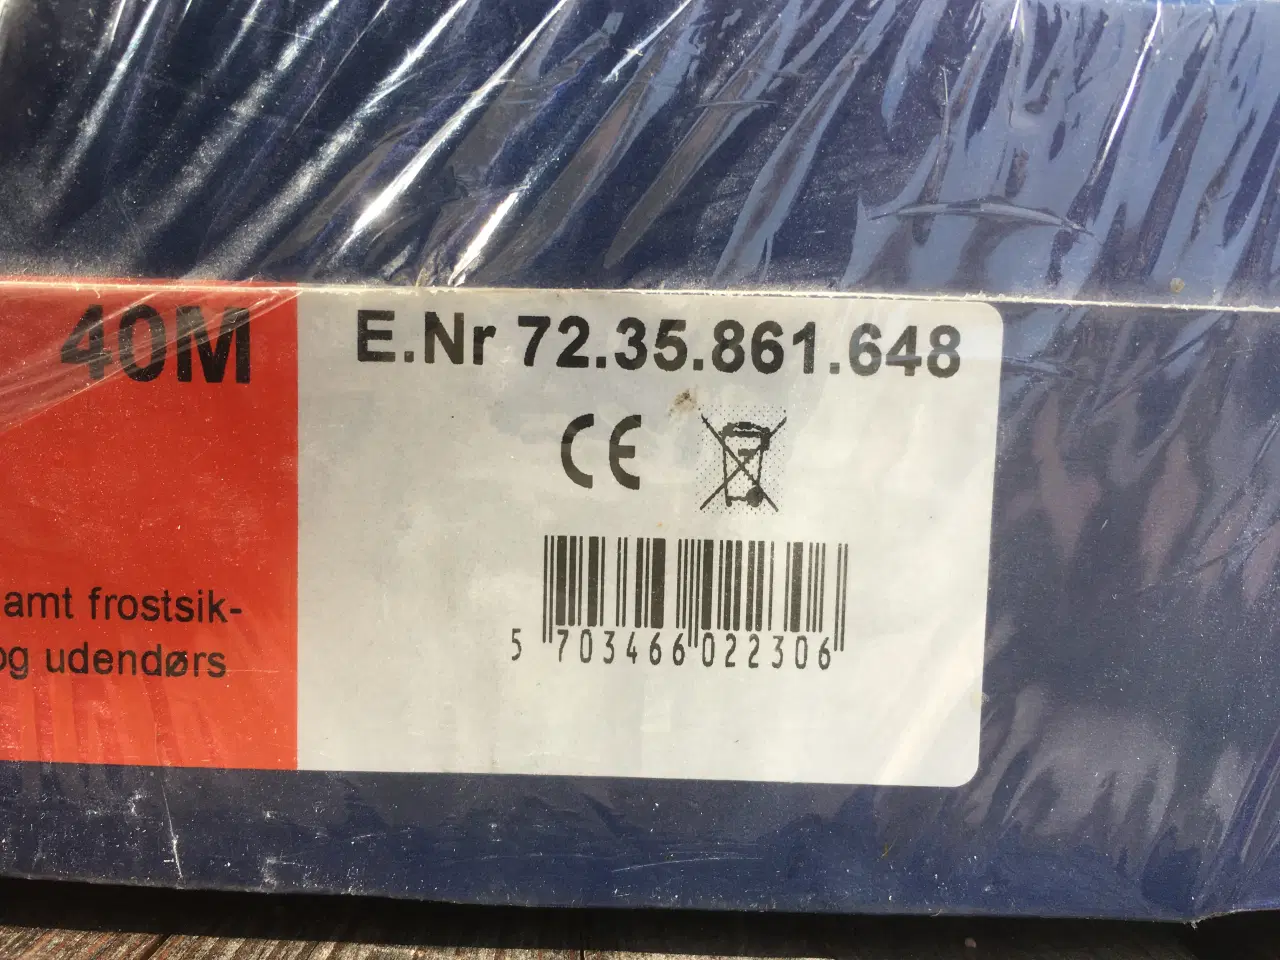 40M
E.Nr 72.35.861.648
CE
amt frostsik-
og udendørs
5 703466 022306